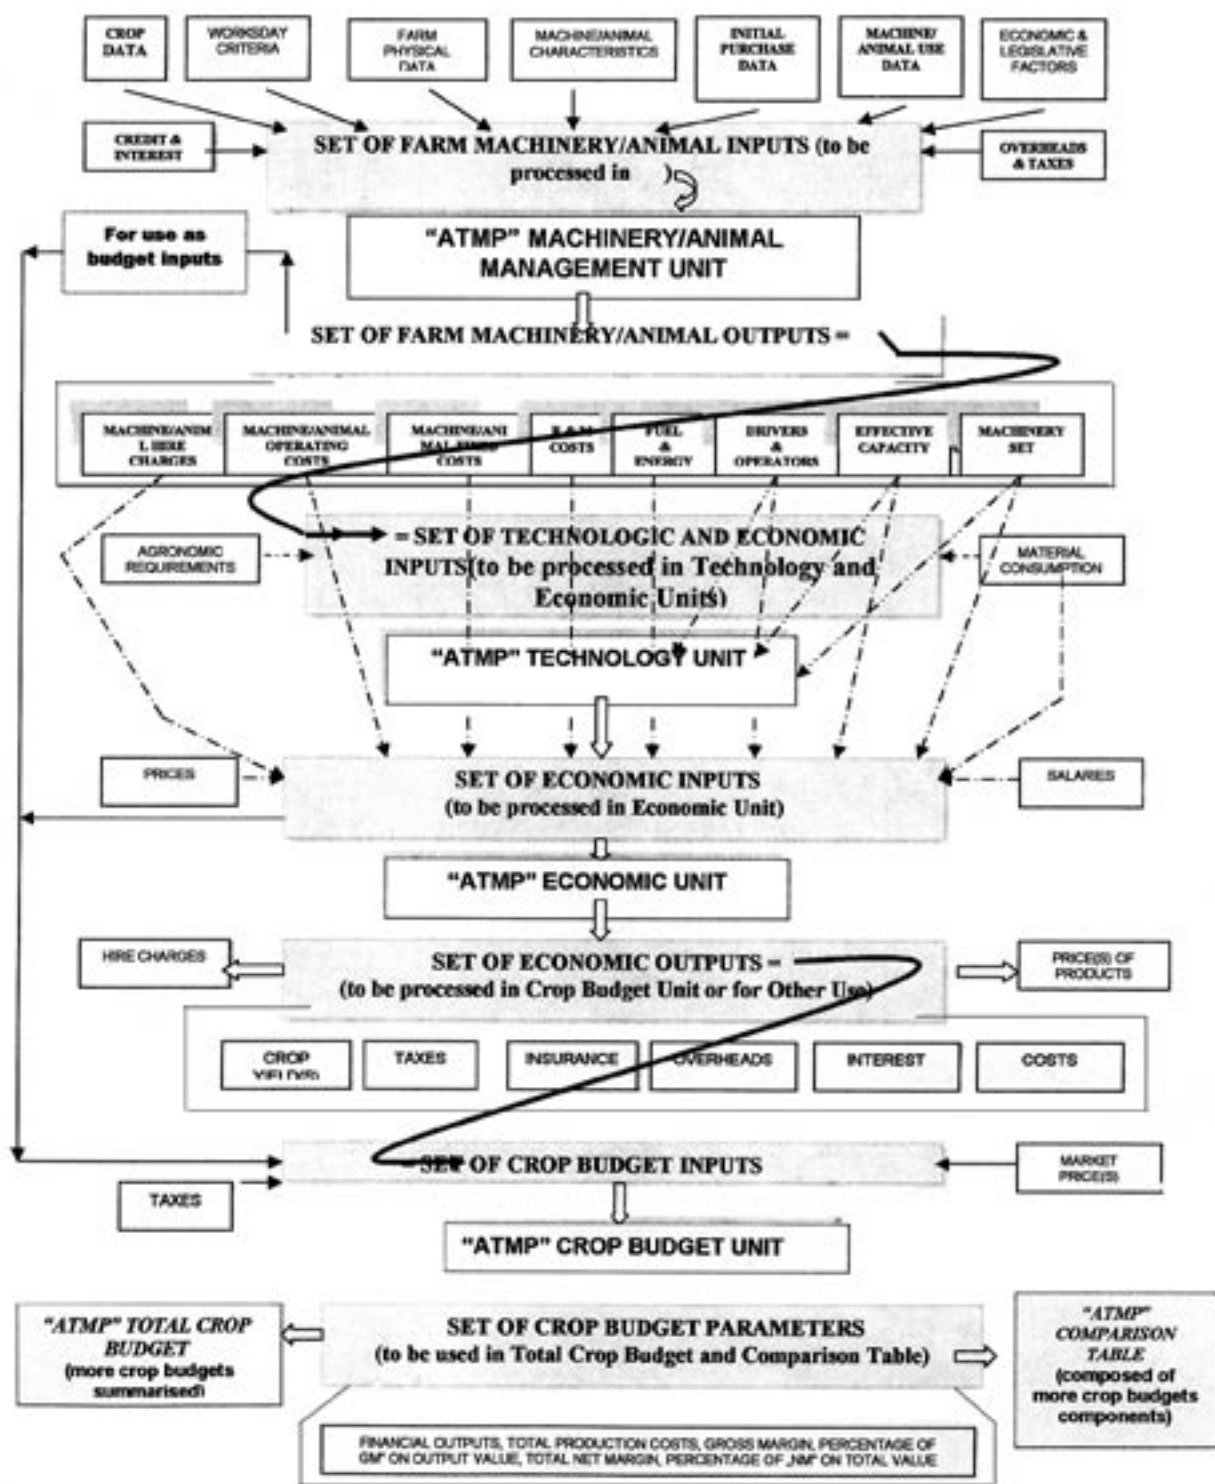 CROP
DATA
WORKSDAY
CRITERIA
FARM
PHYSICAL
DATA
MACHINE/ANIMAL
CHARACTERISTICS
INITIAL
PURCHASE
DATA
MACHINE/
ANIMAL USE
DATA
ECONOMIC &
LEGISLATIVE
FACTORS
CREDIT &
INTEREST
SET OF FARM MACHINERY/ANIMAL INPUTS (to be
processed in )
OVERHEADS
& TAXES
For use as
budget inputs
"ATMP" MACHINERY/ANIMAL
MANAGEMENT UNIT
SET OF FARM MACHINERY/ANIMAL OUTPUTS =
MACHINE/ANIM
L HIRE
CHARGES
MACHINE/ANIMAL
OPERATING
COSTS
MACHINE/ANI
MAL FIXED
COSTS
R & M
COSTS
FUEL
&
ENERGY
DRIVERS
&
OPERATORS
EFFECTIVE
CAPACITY
MACHINERY
SET
AGRONOMIC
REQUIREMENTS
= SET OF TECHNOLOGIC AND ECONOMIC
INPUTS(to be processed in Technology and
Economic Units)
MATERIAL
CONSUMPTION
"ATMP" TECHNOLOGY UNIT
PRICES
SET OF ECONOMIC INPUTS
(to be processed in Economic Unit)
SALARIES
"ATMP" ECONOMIC UNIT
HIRE CHARGES
SET OF ECONOMIC OUTPUTS =
(to be processed in Crop Budget Unit or for Other Use)
PRICE(S) OF
PRODUCTS
CROP
YIELD(S)
TAXES
INSURANCE
OVERHEADS
INTEREST
COSTS
= SET OF CROP BUDGET INPUTS
MARKET
PRICE(S)
TAXES
"ATMP" CROP BUDGET UNIT
"ATMP" TOTAL CROP
BUDGET
(more crop budgets
summarised)
SET OF CROP BUDGET PARAMETERS
(to be used in Total Crop Budget and Comparison Table)
"ATMP"
COMPARISON
TABLE
(composed of
more crop budgets
components)
FINANCIAL OUTPUTS, TOTAL PRODUCTION COSTS, GROSS MARGIN, PERCENTAGE OF
GM" ON OUTPUT VALUE, TOTAL NET MARGIN, PERCENTAGE OF „NM" ON TOTAL VALUE